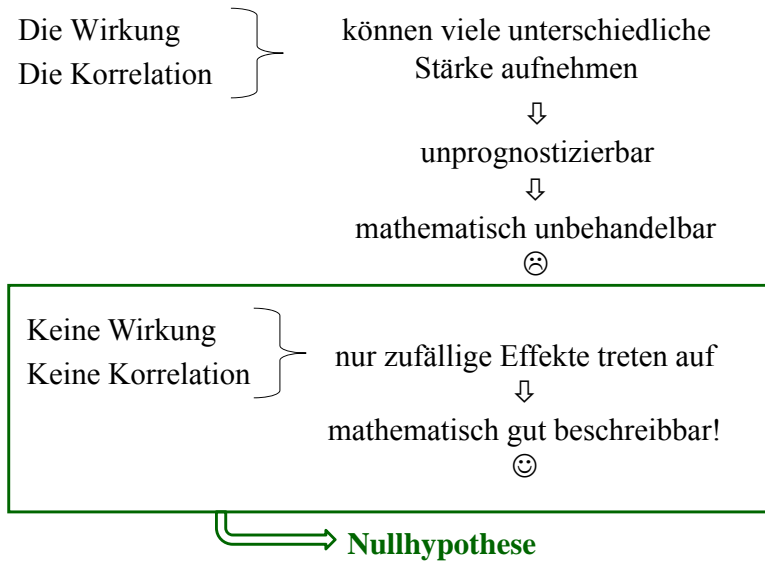 Die Wirkung
Die Korrelation
können viele unterschiedliche
Stärke aufnehmen
⇩
unprognostizierbar
⇩
mathematisch unbehandelbar
☹
Keine Wirkung
Keine Korrelation
nur zufällige Effekte treten auf
⇩
mathematisch gut beschreibbar!
☺
Nullhypothese